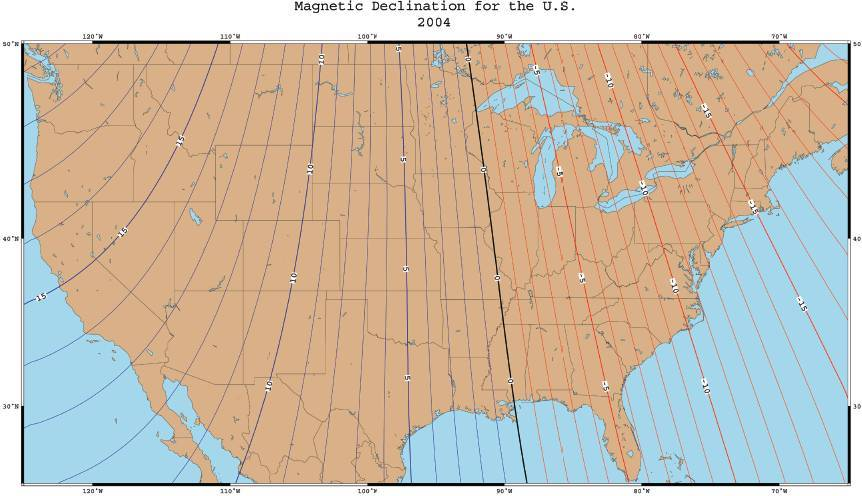 Magnetic Declination for the U.S.
2004
120°W 110°W 100°W 90°W 80°W 70°W
50°N 50
10 5 0 -5 -10
-15
15 10 5 0 -5 -10
15 -15
40°N 40
10 5 0 -5 -10
15 -15
10 5 0 -5 -10
30°N 30
120°W 110°W 100°W 90°W 80°W 70°W